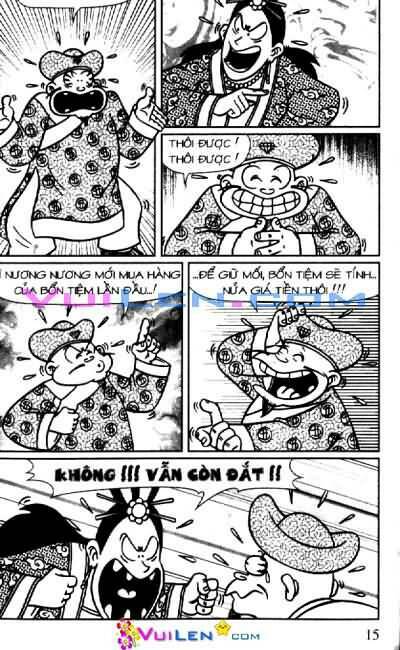 THÔI ĐƯỢC!
THÔI ĐƯỢC!
NƯƠNG NƯƠNG MỚI MUA HÀNG
CỦA BỔN TIỆM LẦN ĐẦU...!
...ĐỂ GIỮ MỐI, BỔN TIỆM SẼ TÍNH...
NỬA GIÁ TIỀN THÔI!!!
VUILEN.COM
KHÔNG!!! VẪN CÒN ĐẮT!!
15
VUILEN.COM